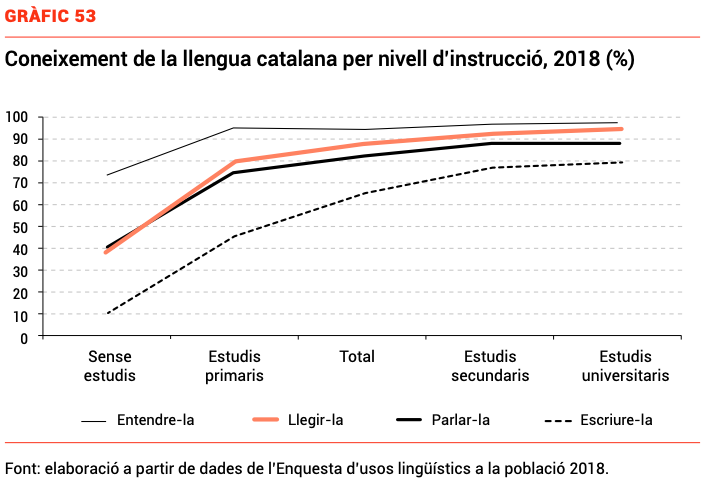 GRÀFIC 53
Coneixement de la llengua catalana per nivell d’instrucció, 2018 (%)
100
90
80
70
60
50
40
30
20
10
0
Sense estudis
Estudis primaris
Total
Estudis secundaris
Estudis universitaris
Entendre-la
Llegir-la
Parlar-la
Escriure-la
Font: elaboració a partir de dades de l’Enquesta d’usos lingüístics a la població 2018.